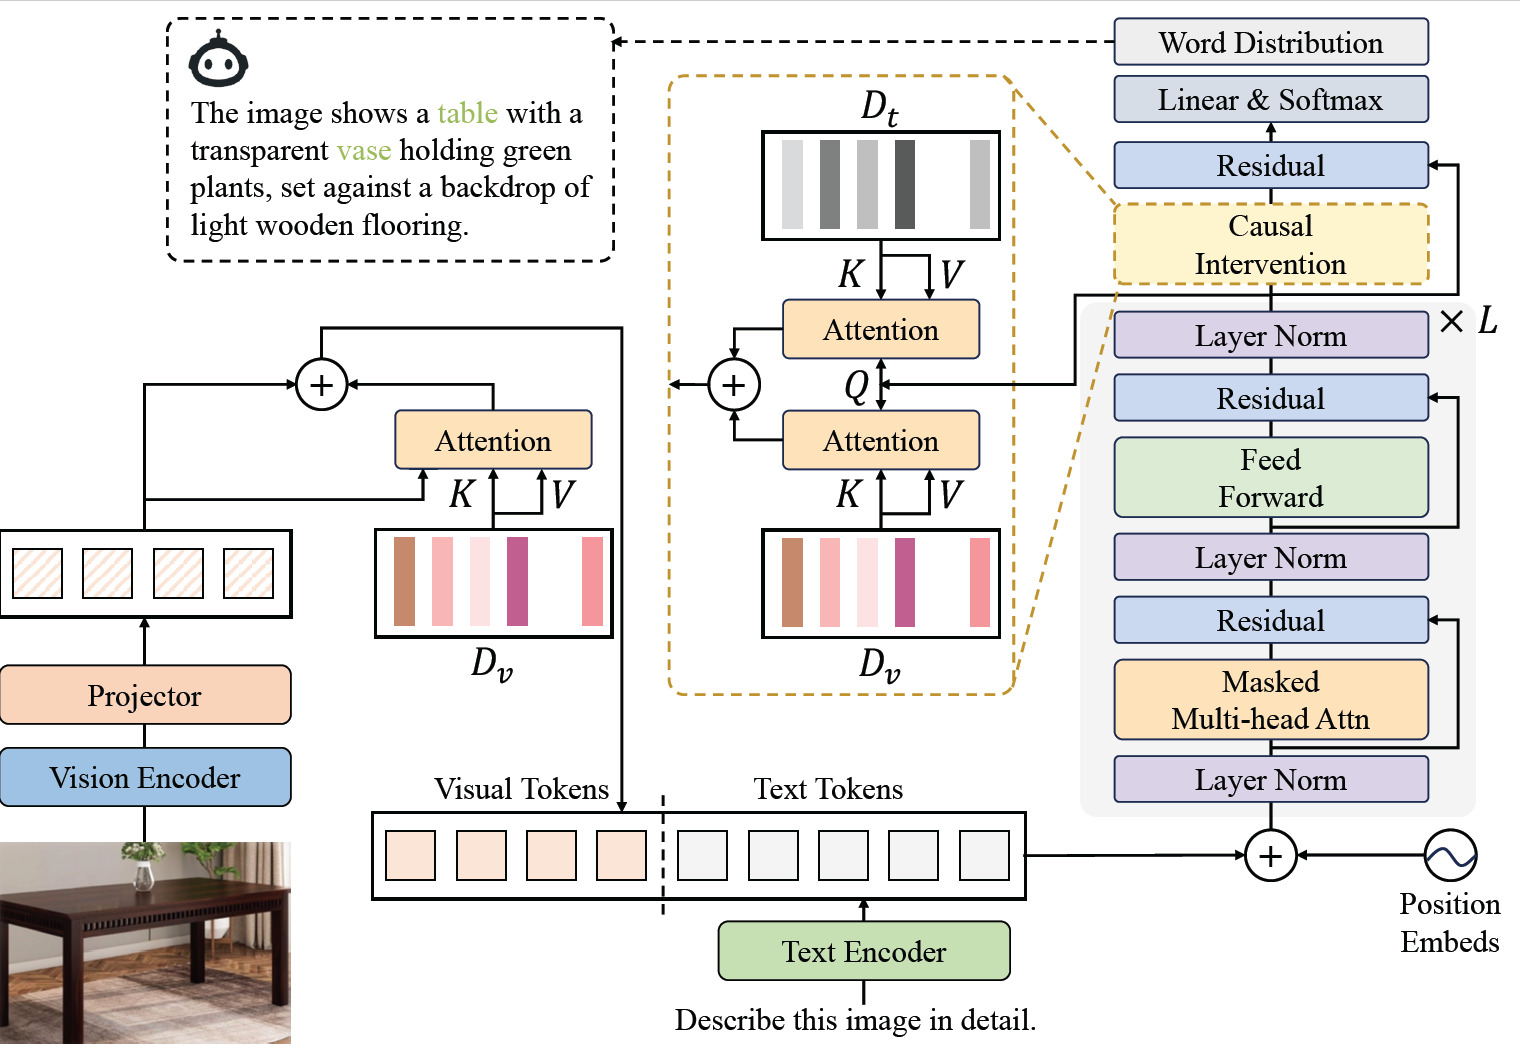 The image shows a table with a
transparent vase holding green
plants, set against a backdrop of
light wooden flooring.
Word Distribution
Linear & Softmax
Residual
Causal
Intervention
Layer Norm
× L
Residual
Feed
Forward
Layer Norm
Residual
Masked
Multi-head Attn
Layer Norm
+
Position
Embeds
D_t
K
V
Attention
+
Q
Attention
K
V
D_v
+
Attention
K
V
D_v
Projector
Vision Encoder
Visual Tokens
Text Tokens
Text Encoder
Describe this image in detail.